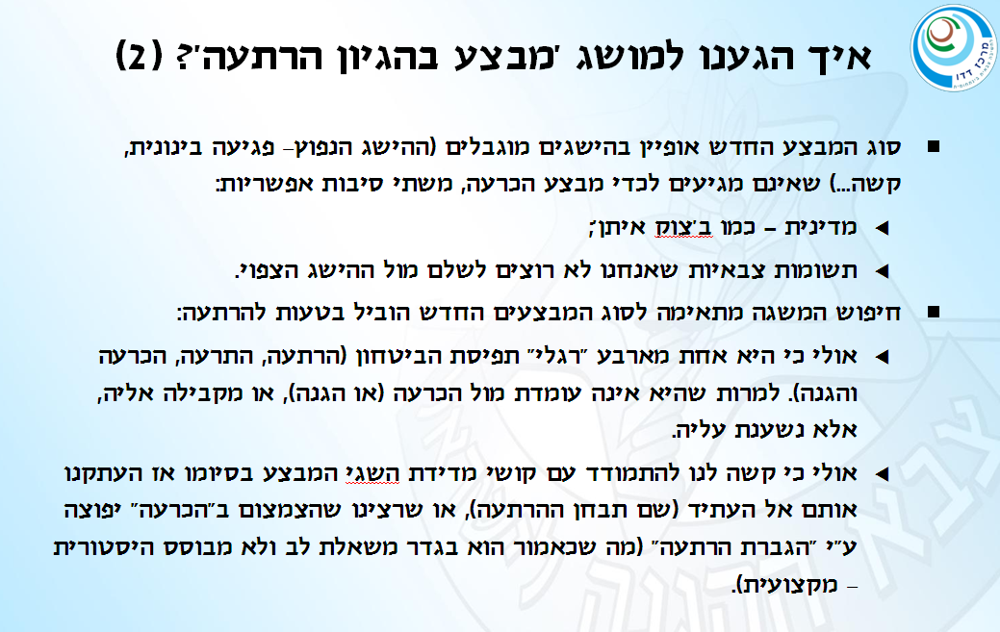 איך הגענו למושג 'מבצע בהגיון הרתעה'? (2)
מרכז דדו
■ סוג המבצע החדש אופיין בהישגים מוגבלים (ההישג הנפוץ– פגיעה בינונית,
קשה...) שאינם מגיעים לכדי מבצע הכרעה, משתי סיבות אפשריות:
◄ מדינית – כמו ב'צוק איתן';
◄ תשומות צבאיות שאנחנו לא רוצים לשלם מול ההישג הצפוי.
■ חיפוש המשגה מתאימה לסוג המבצעים החדש הוביל בטעות להרתעה:
◄ אולי כי היא אחת מארבע "רגלי" תפיסת הביטחון (הרתעה, התרעה, הכרעה
והגנה). למרות שהיא אינה עומדת מול הכרעה (או הגנה), או מקבילה אליה,
אלא נשענת עליה.
◄ אולי כי קשה לנו להתמודד עם קושי מדידת השגי המבצע בסיומו אז העתקנו
אותם אל העתיד (שם תבחן ההרתעה), או שרצינו שהצמצום ב"הכרעה" יפוצה
ע"י "הגברת הרתעה" (מה שכאמור הוא בגדר משאלת לב ולא מבוסס היסטורית
– מקצועית).
צבא
הגנה